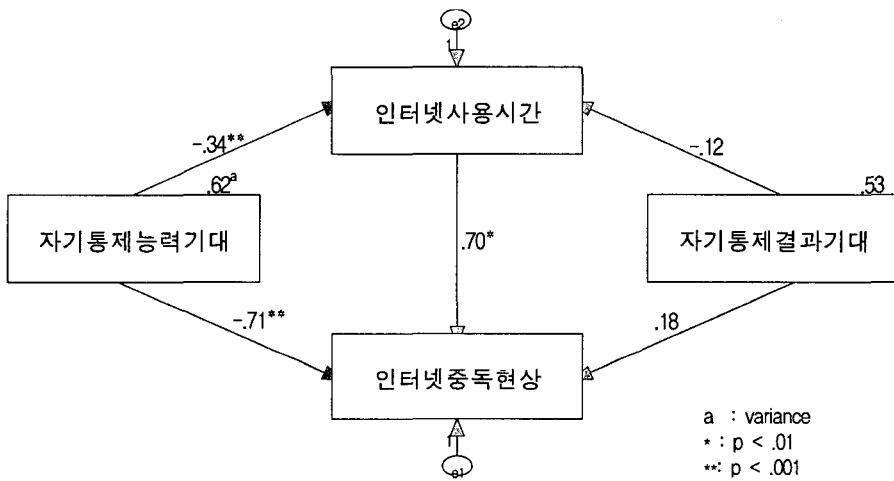 e2
1
인터넷사용시간
-.34**
-.12
.62a
.53
자기통제능력기대
자기통제결과기대
.70*
-.71**
.18
인터넷중독현상
1
e1
a : variance
* : p < .01
**: p < .001